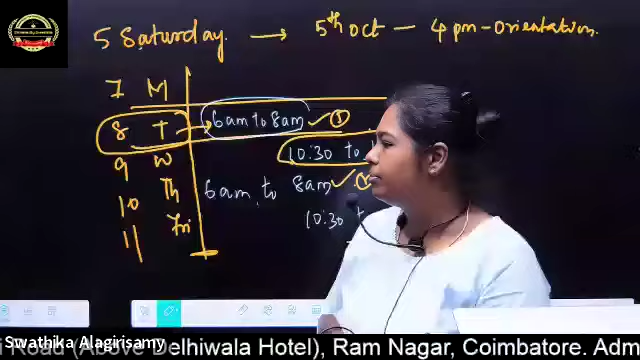 5 Saturday. → 5th Oct — 4 pm - Orientation.
7 M
8 T → 6am to 8am ✓ ①
10:30 to
9 W
6am to 8am ✓
10 Th
10:30 t
11 Fri
Swathika Alagirisamy
Road (Above Delhiwala Hotel), Ram Nagar, Coimbatore. Adm